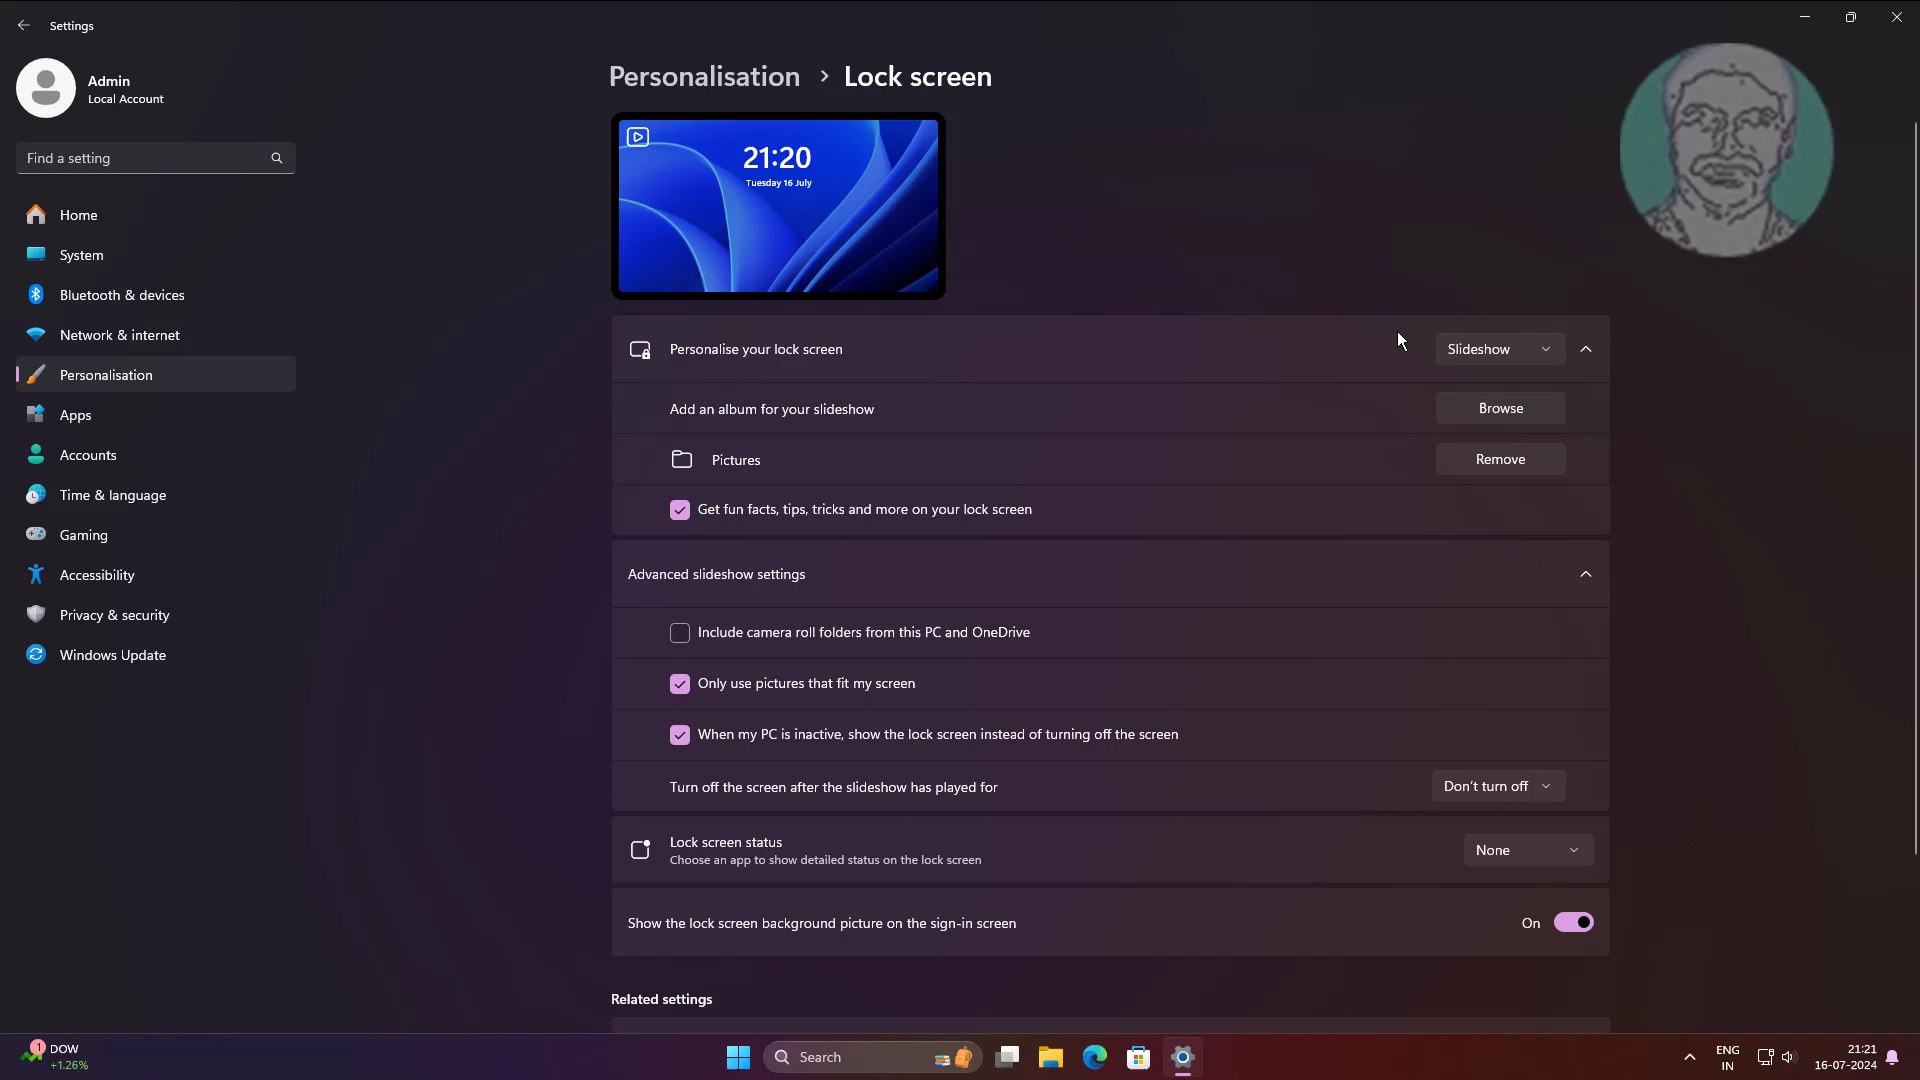 Settings
Admin
Local Account
Find a setting
Home
System
Bluetooth & devices
Network & internet
Personalisation
Apps
Accounts
Time & language
Gaming
Accessibility
Privacy & security
Windows Update
Personalisation > Lock screen
21:20
Tuesday 16 July
Personalise your lock screen Slideshow
Add an album for your slideshow Browse
Pictures Remove
Get fun facts, tips, tricks and more on your lock screen
Advanced slideshow settings
Include camera roll folders from this PC and OneDrive
Only use pictures that fit my screen
When my PC is inactive, show the lock screen instead of turning off the screen
Turn off the screen after the slideshow has played for Don't turn off
Lock screen status None
Choose an app to show detailed status on the lock screen
Show the lock screen background picture on the sign-in screen On
Related settings
1
DOW
+1.26%
Search
ENG
IN
21:21
16-07-2024